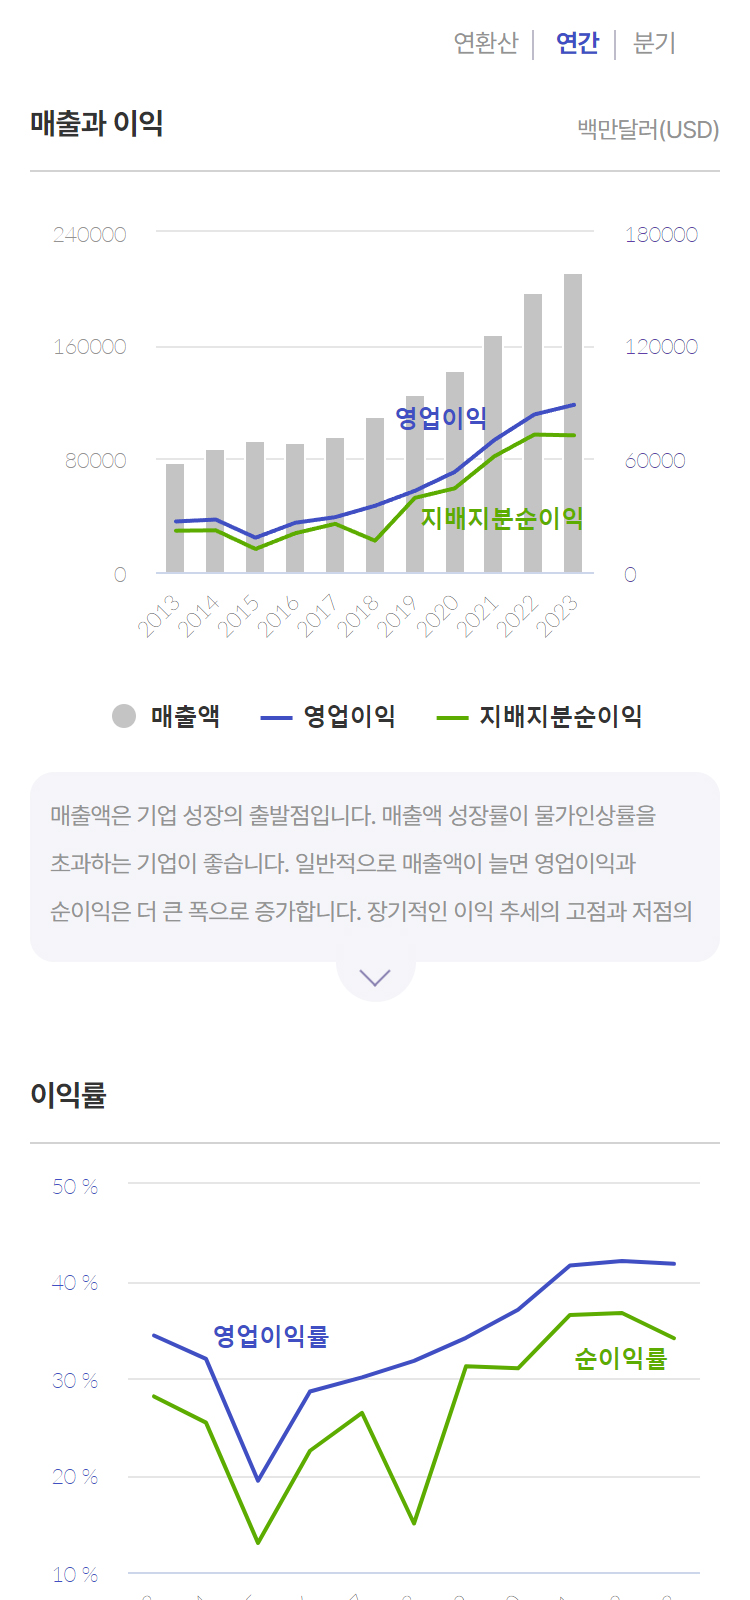 연환산 연간 분기
매출과 이익 백만달러(USD)
240000 180000
160000 120000
영업이익
80000 60000
지배지분순이익
0 0
2013 2014 2015 2016 2017 2018 2019 2020 2021 2022 2023
매출액 영업이익 지배지분순이익
매출액은 기업 성장의 출발점입니다. 매출액 성장률이 물가인상률을
초과하는 기업이 좋습니다. 일반적으로 매출액이 늘면 영업이익과
순이익은 더 큰 폭으로 증가합니다. 장기적인 이익 추세의 고점과 저점의
이익률
50 %
40 %
영업이익률
순이익률
30 %
20 %
10 %